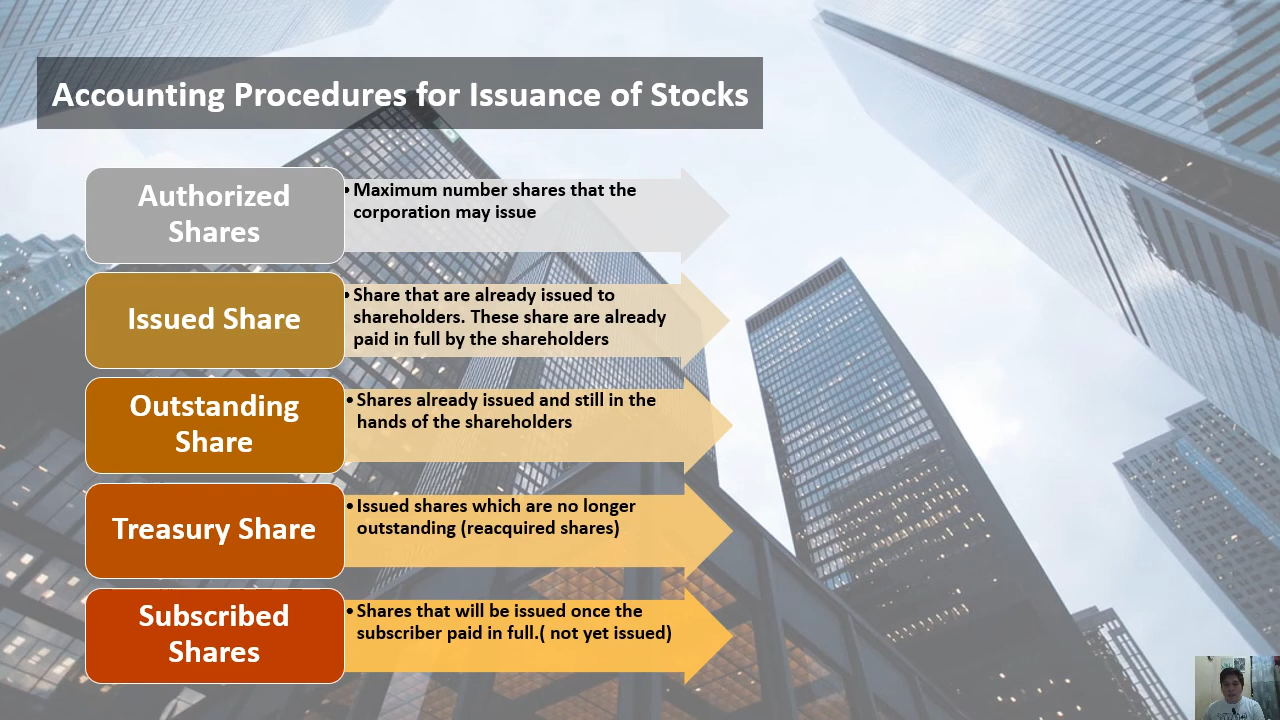 Accounting Procedures for Issuance of Stocks
Authorized
Shares
• Maximum number shares that the
corporation may issue
Issued Share
• Share that are already issued to
shareholders. These share are already
paid in full by the shareholders
Outstanding
Share
• Shares already issued and still in the
hands of the shareholders
Treasury Share
• Issued shares which are no longer
outstanding (reacquired shares)
Subscribed
Shares
• Shares that will be issued once the
subscriber paid in full.( not yet issued)